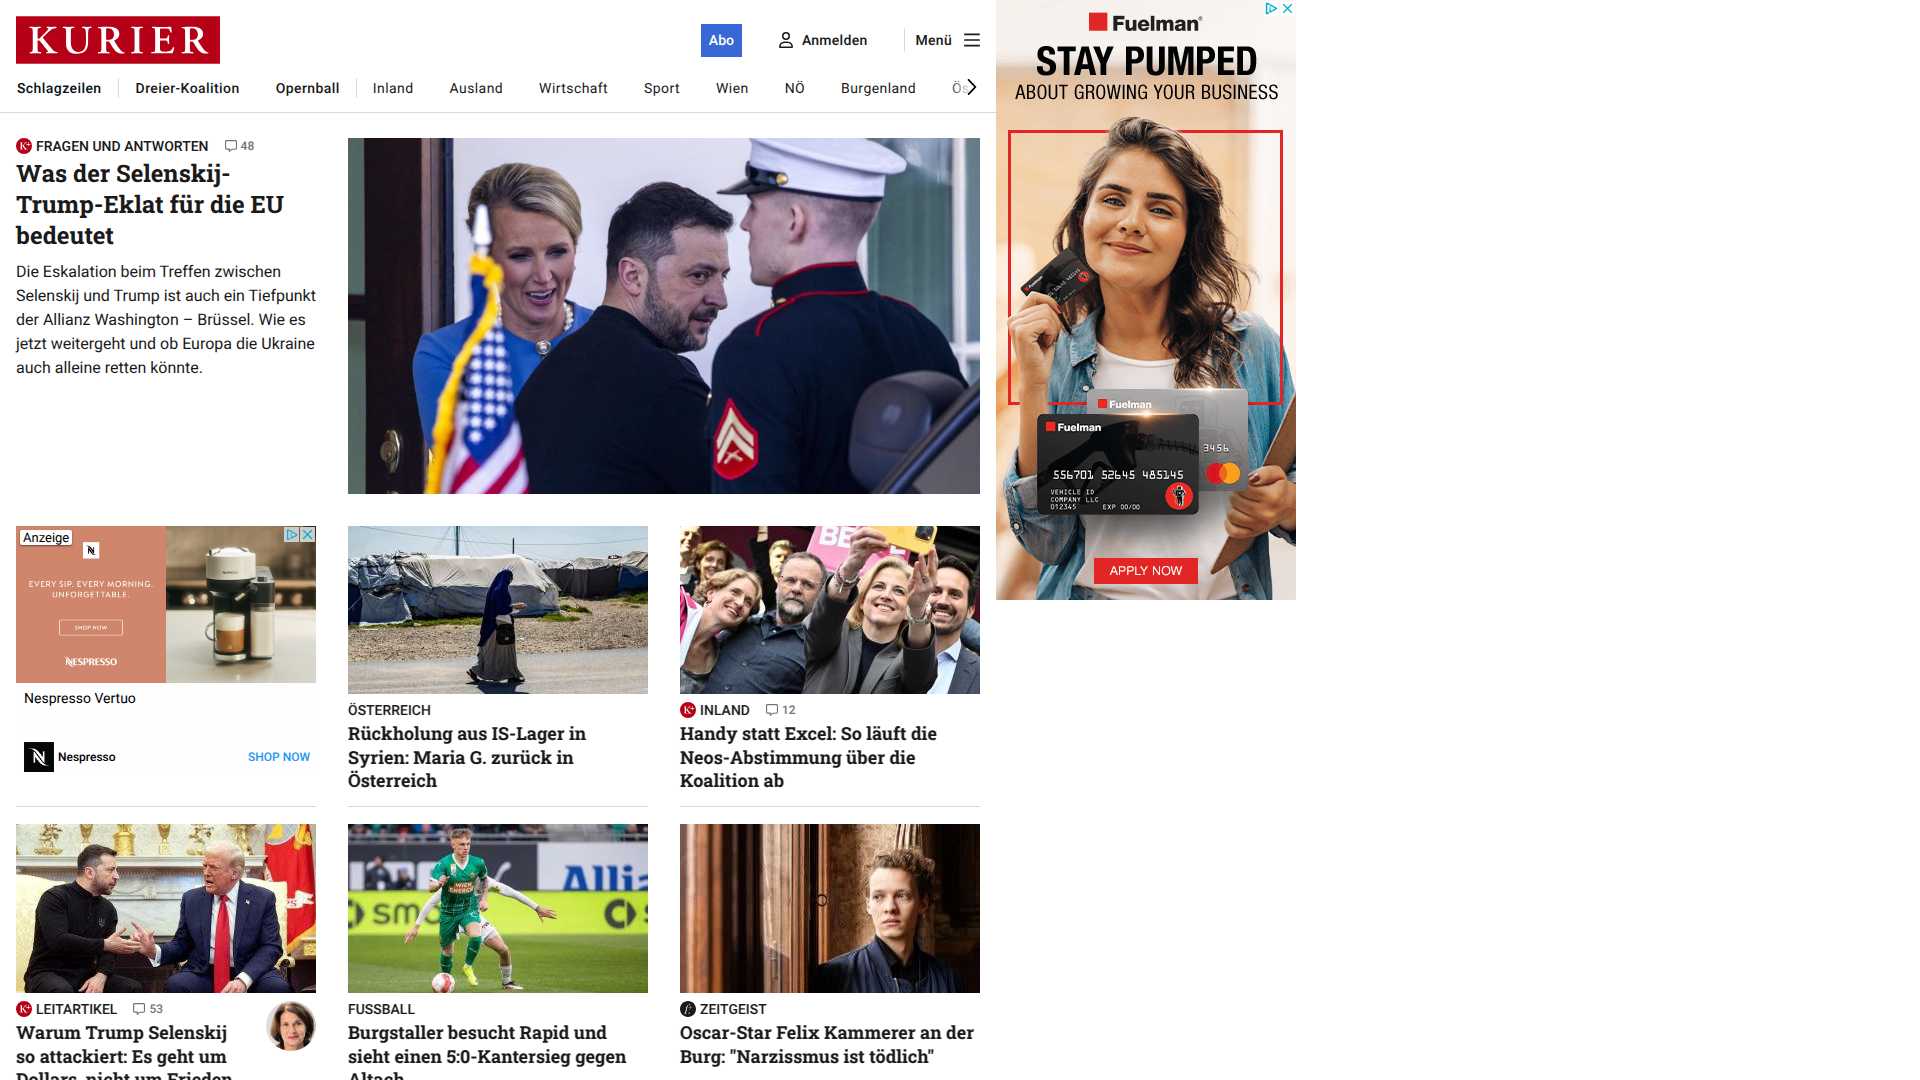 KURIER
Abo
Anmelden
Menü
Schlagzeilen
Dreier-Koalition
Opernball
Inland
Ausland
Wirtschaft
Sport
Wien
NÖ
Burgenland
FRAGEN UND ANTWORTEN 48
Was der Selenskij-
Trump-Eklat für die EU
bedeutet
Die Eskalation beim Treffen zwischen
Selenskij und Trump ist auch ein Tiefpunkt
der Allianz Washington – Brüssel. Wie es
jetzt weitergeht und ob Europa die Ukraine
auch alleine retten könnte.
Anzeige
EVERY SIP. EVERY MORNING.
UNFORGETTABLE.
SHOP NOW
NESPRESSO
Nespresso Vertuo
Nespresso
SHOP NOW
ÖSTERREICH
Rückholung aus IS-Lager in
Syrien: Maria G. zurück in
Österreich
INLAND 12
Handy statt Excel: So läuft die
Neos-Abstimmung über die
Koalition ab
LEITARTIKEL 53
Warum Trump Selenskij
so attackiert: Es geht um
Dollars, nicht um Frieden
WIEN
ENERGIE
FUSSBALL
Burgstaller besucht Rapid und
sieht einen 5:0-Kantersieg gegen
Altach
ZEITGEIST
Oscar-Star Felix Kammerer an der
Burg: "Narzissmus ist tödlich"
Fuelman
STAY PUMPED
ABOUT GROWING YOUR BUSINESS
Fuelman
3456
Fuelman
556701 52645 485145
VEHICLE ID
COMPANY LLC
012345 EXP 00/00
APPLY NOW